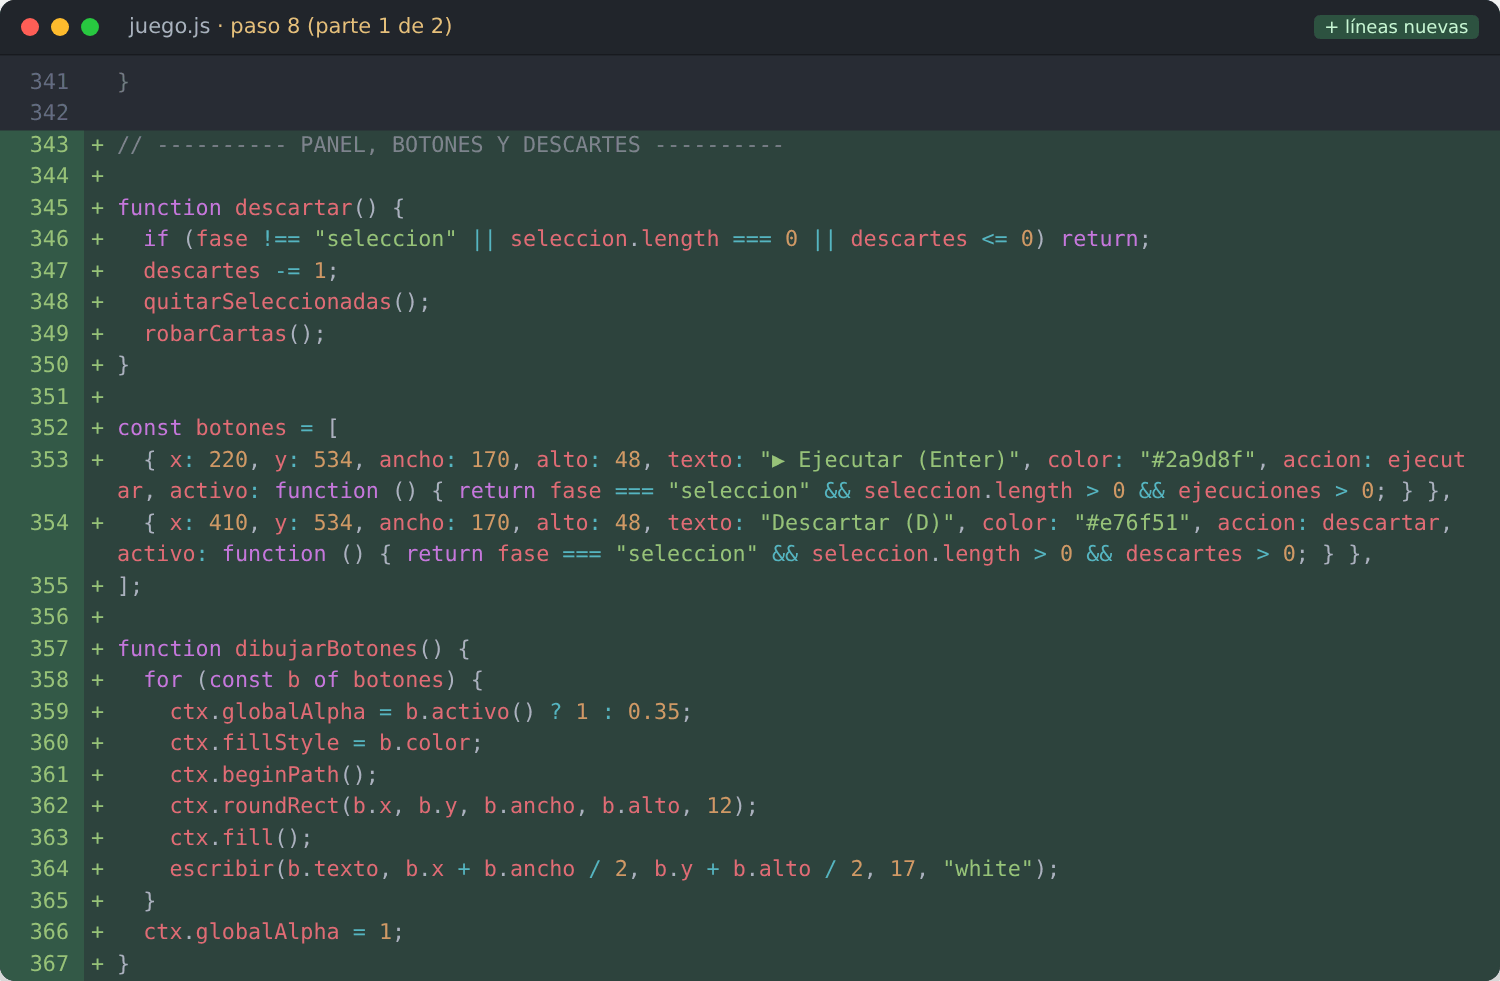 juego.js · paso 8 (parte 1 de 2)
+ líneas nuevas
341 }
342
343 + // ---------- PANEL, BOTONES Y DESCARTES ----------
344 +
345 + function descartar() {
346 +   if (fase !== "seleccion" || seleccion.length === 0 || descartes <= 0) return;
347 +   descartes -= 1;
348 +   quitarSeleccionadas();
349 +   robarCartas();
350 + }
351 +
352 + const botones = [
353 +   { x: 220, y: 534, ancho: 170, alto: 48, texto: "▶ Ejecutar (Enter)", color: "#2a9d8f", accion: ejecut
ar, activo: function () { return fase === "seleccion" && seleccion.length > 0 && ejecuciones > 0; } },
354 +   { x: 410, y: 534, ancho: 170, alto: 48, texto: "Descartar (D)", color: "#e76f51", accion: descartar,
activo: function () { return fase === "seleccion" && seleccion.length > 0 && descartes > 0; } },
355 + ];
356 +
357 + function dibujarBotones() {
358 +   for (const b of botones) {
359 +     ctx.globalAlpha = b.activo() ? 1 : 0.35;
360 +     ctx.fillStyle = b.color;
361 +     ctx.beginPath();
362 +     ctx.roundRect(b.x, b.y, b.ancho, b.alto, 12);
363 +     ctx.fill();
364 +     escribir(b.texto, b.x + b.ancho / 2, b.y + b.alto / 2, 17, "white");
365 +   }
366 +   ctx.globalAlpha = 1;
367 + }